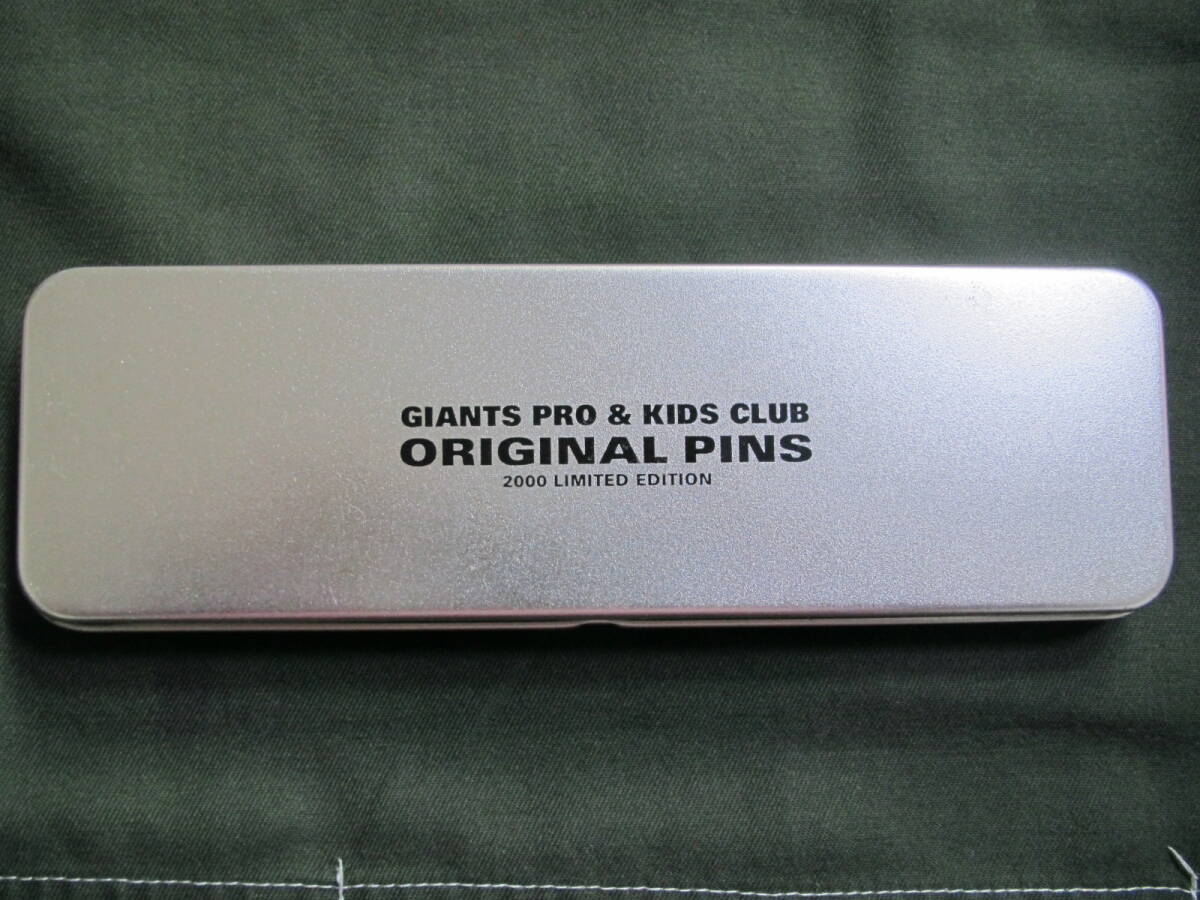 GIANTS PRO & KIDS CLUB
ORIGINAL PINS
2000 LIMITED EDITION